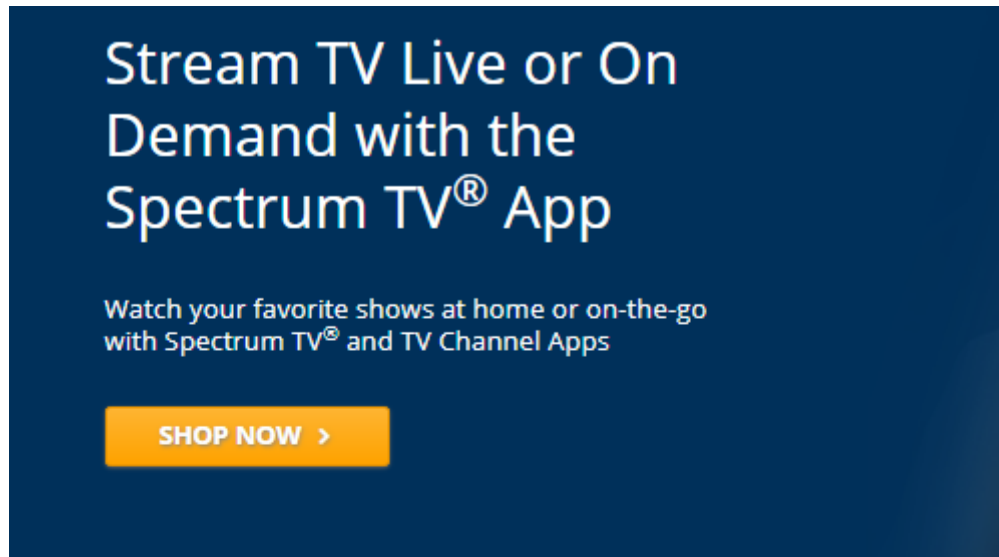 Stream TV Live or On
Demand with the
Spectrum TV® App
Watch your favorite shows at home or on-the-go
with Spectrum TV® and TV Channel Apps
SHOP NOW >